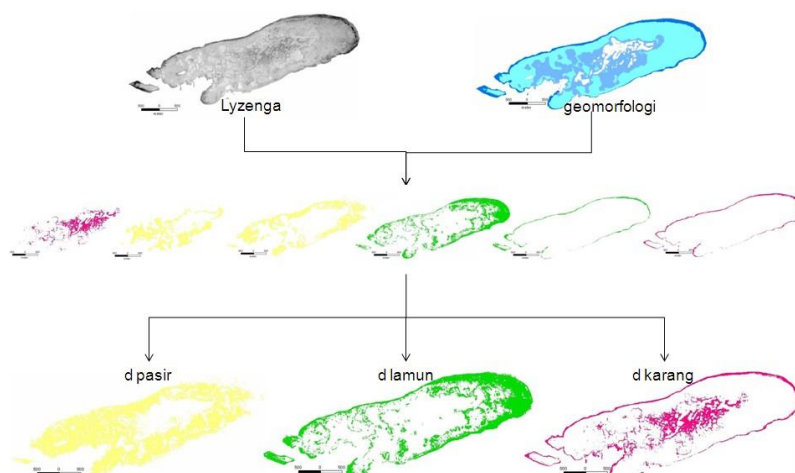 Lyzenga
geomorfologi
d pasir
d lamun
d karang